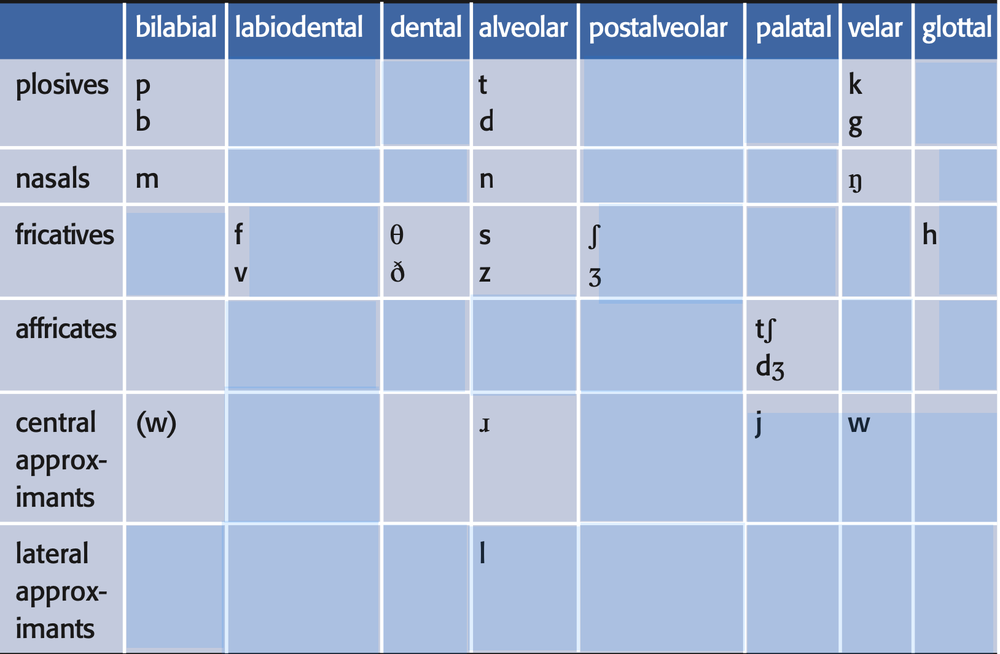 bilabial labiodental dental alveolar postalveolar palatal velar glottal
plosives p t k
b d g
nasals m n ŋ
fricatives f θ s ʃ h
v ð z ʒ
affricates tʃ
dʒ
central (w) ɹ j w
approx-
imants
lateral l
approx-
imants